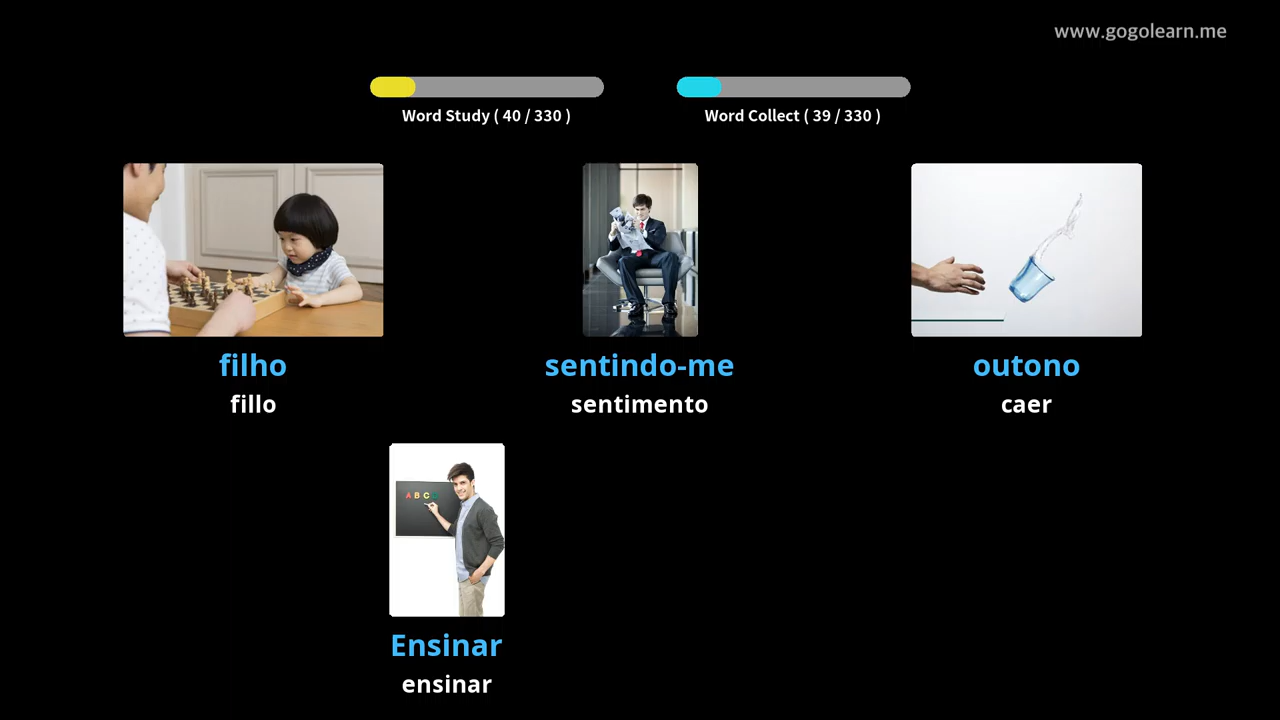 www.gogolearn.me
Word Study ( 40 / 330 )
Word Collect ( 39 / 330 )
filho
fillo
sentindo-me
sentimento
outono
caer
A B C
Ensinar
ensinar